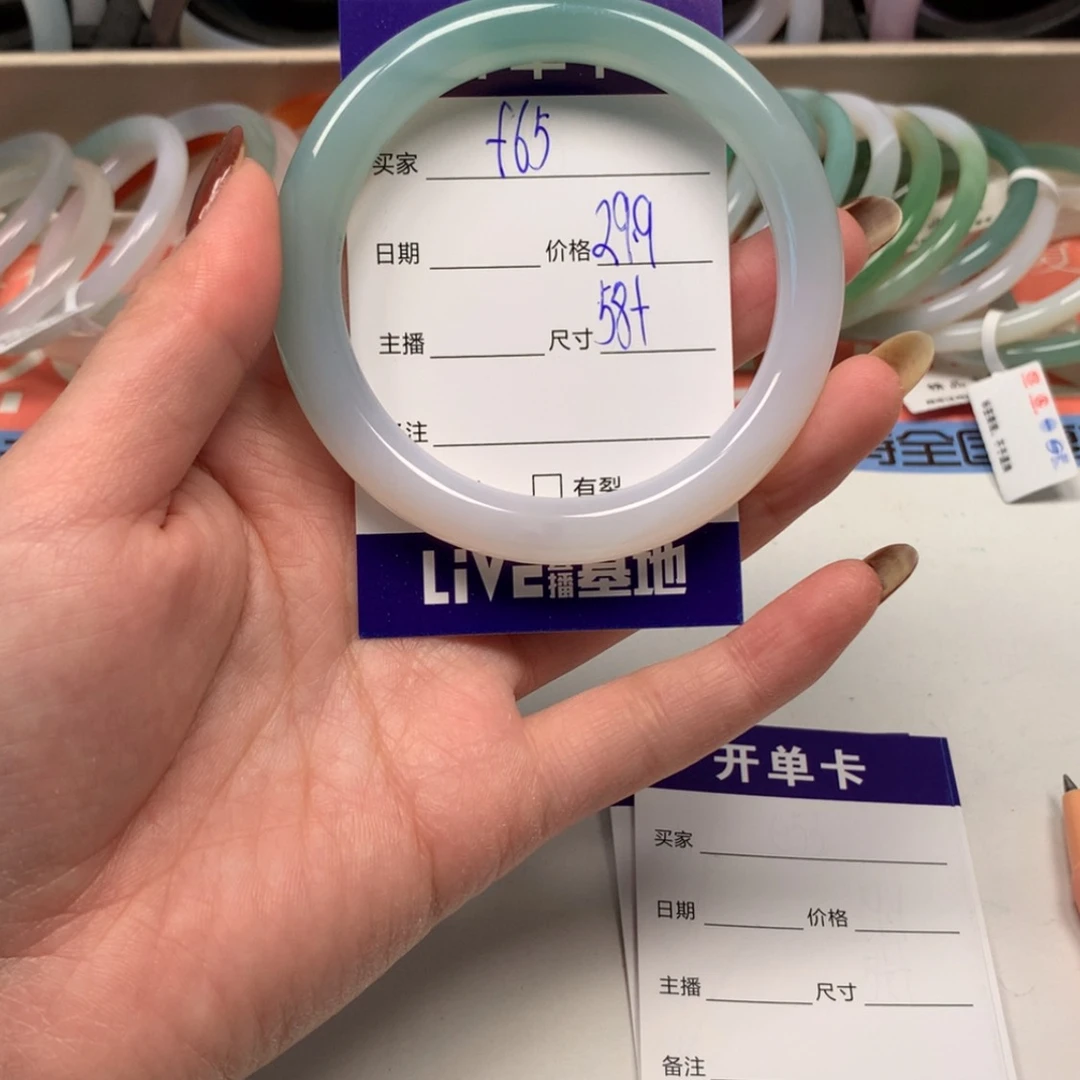 买家 f65
日期 价格 299
主播 尺寸 58+
注
有裂
LiVE直播基地
全国
开单卡
买家
日期 价格
主播 尺寸
备注